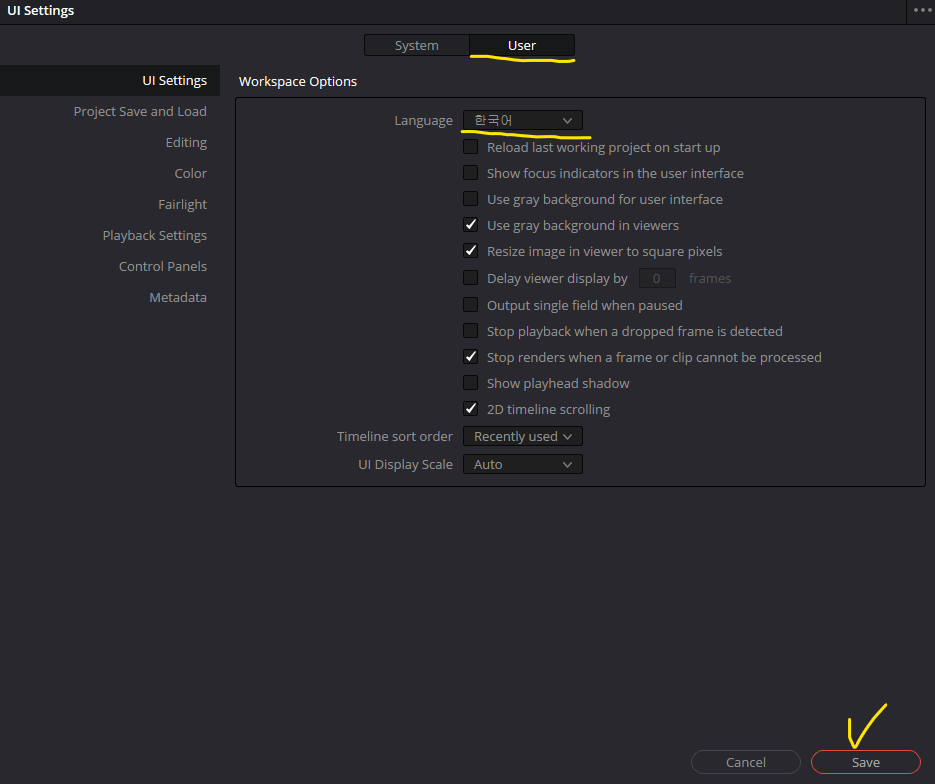 UI Settings
System
User
UI Settings
Project Save and Load
Editing
Color
Fairlight
Playback Settings
Control Panels
Metadata
Workspace Options
Language 한국어
Reload last working project on start up
Show focus indicators in the user interface
Use gray background for user interface
Use gray background in viewers
Resize image in viewer to square pixels
Delay viewer display by 0 frames
Output single field when paused
Stop playback when a dropped frame is detected
Stop renders when a frame or clip cannot be processed
Show playhead shadow
2D timeline scrolling
Timeline sort order Recently used
UI Display Scale Auto
Cancel
Save